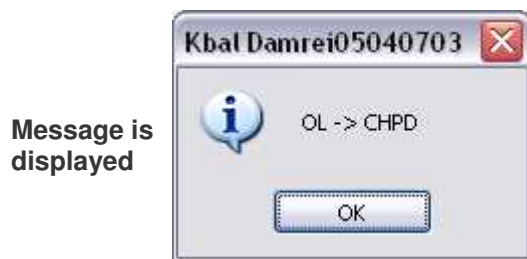 Kbal Damrei05040703
Message is
displayed
OL -> CHPD
OK